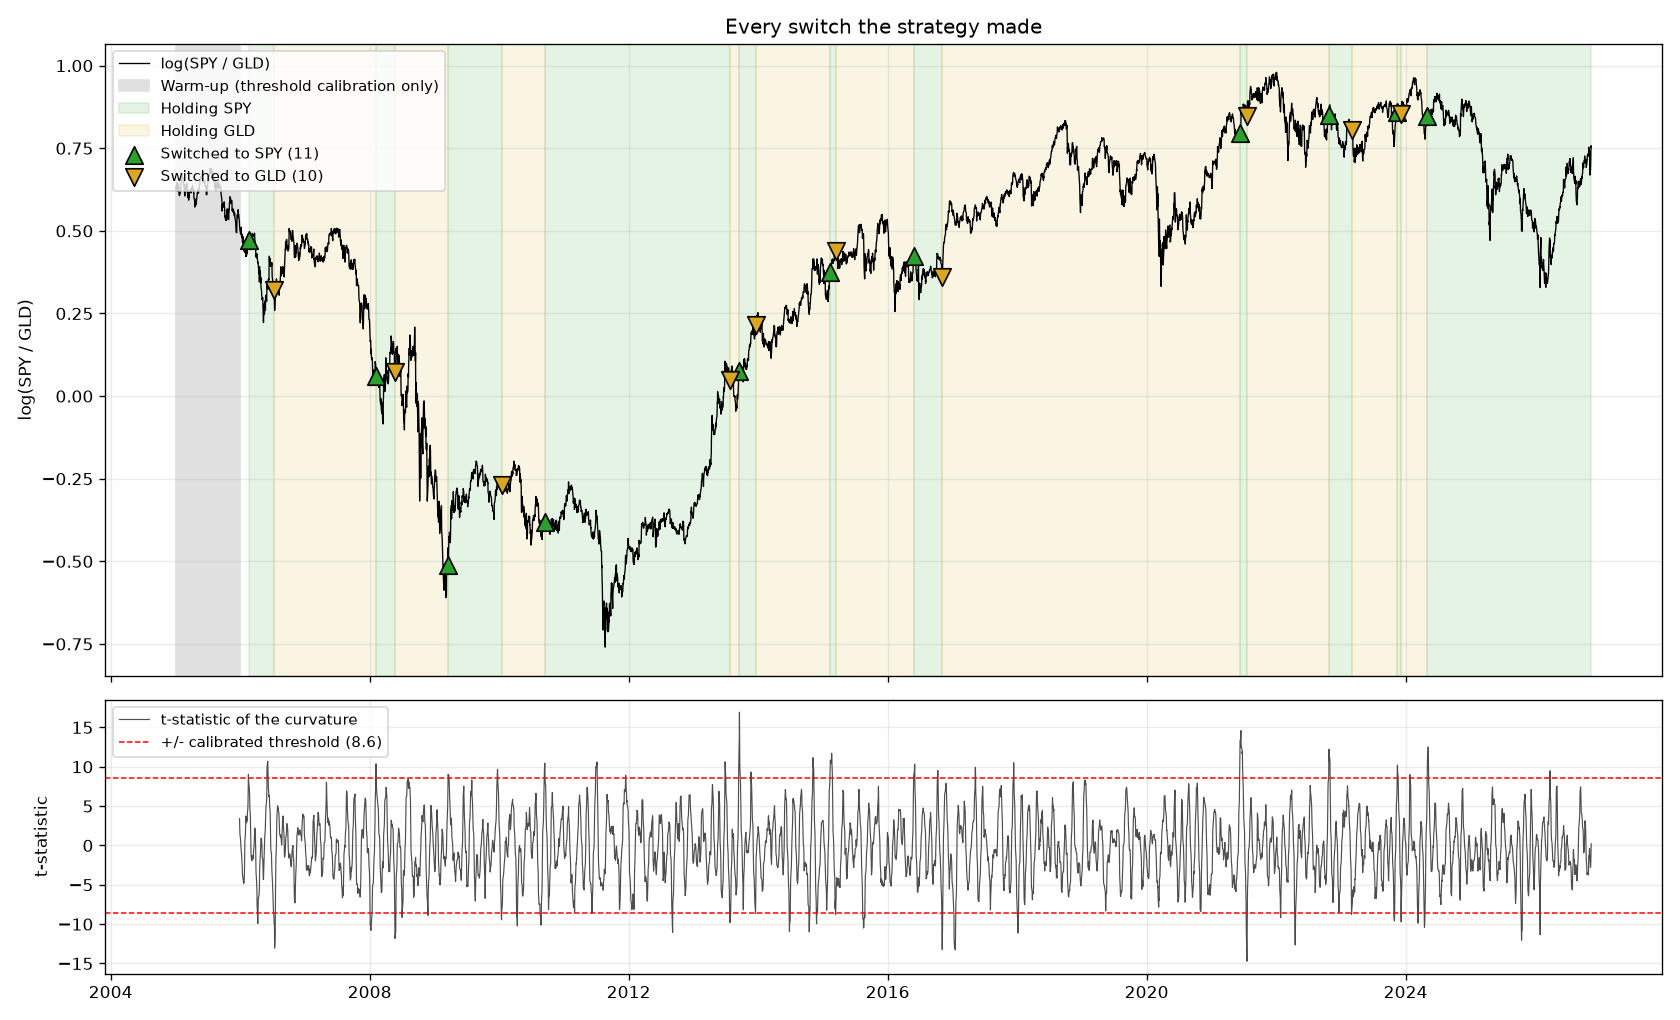 Every switch the strategy made
log(SPY / GLD)
Warm-up (threshold calibration only)
Holding SPY
Holding GLD
Switched to SPY (11)
Switched to GLD (10)
1.00
0.75
0.50
0.25
0.00
−0.25
−0.50
−0.75
log(SPY / GLD)
t-statistic of the curvature
+/- calibrated threshold (8.6)
15
10
5
0
−5
−10
−15
t-statistic
2004
2008
2012
2016
2020
2024